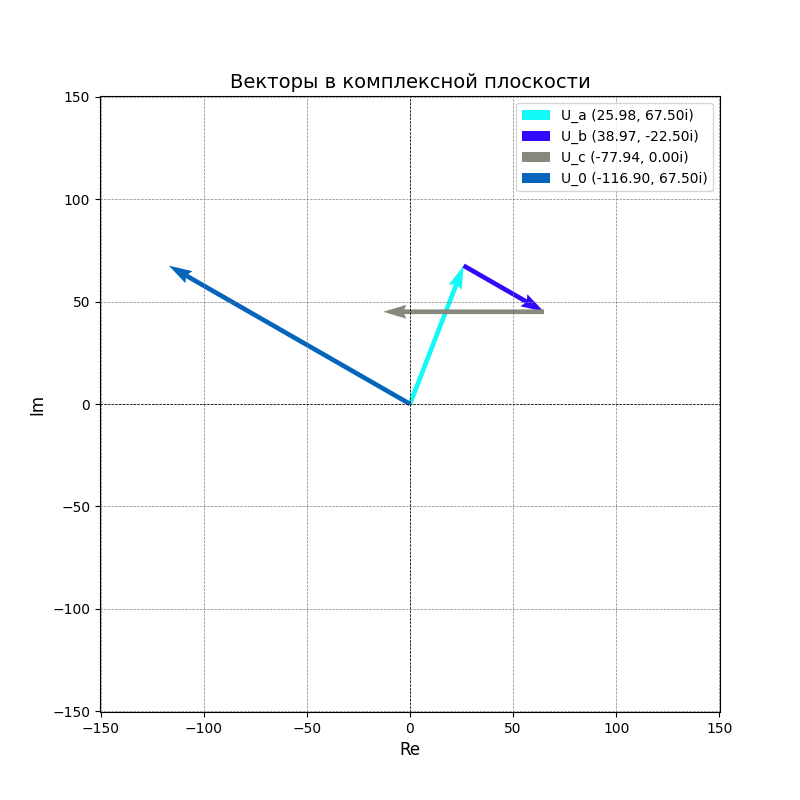 Векторы в комплексной плоскости
U_a (25.98, 67.50i)
U_b (38.97, -22.50i)
U_c (-77.94, 0.00i)
U_0 (-116.90, 67.50i)
150
100
50
0
−50
−100
−150
Im
−150 −100 −50 0 50 100 150
Re